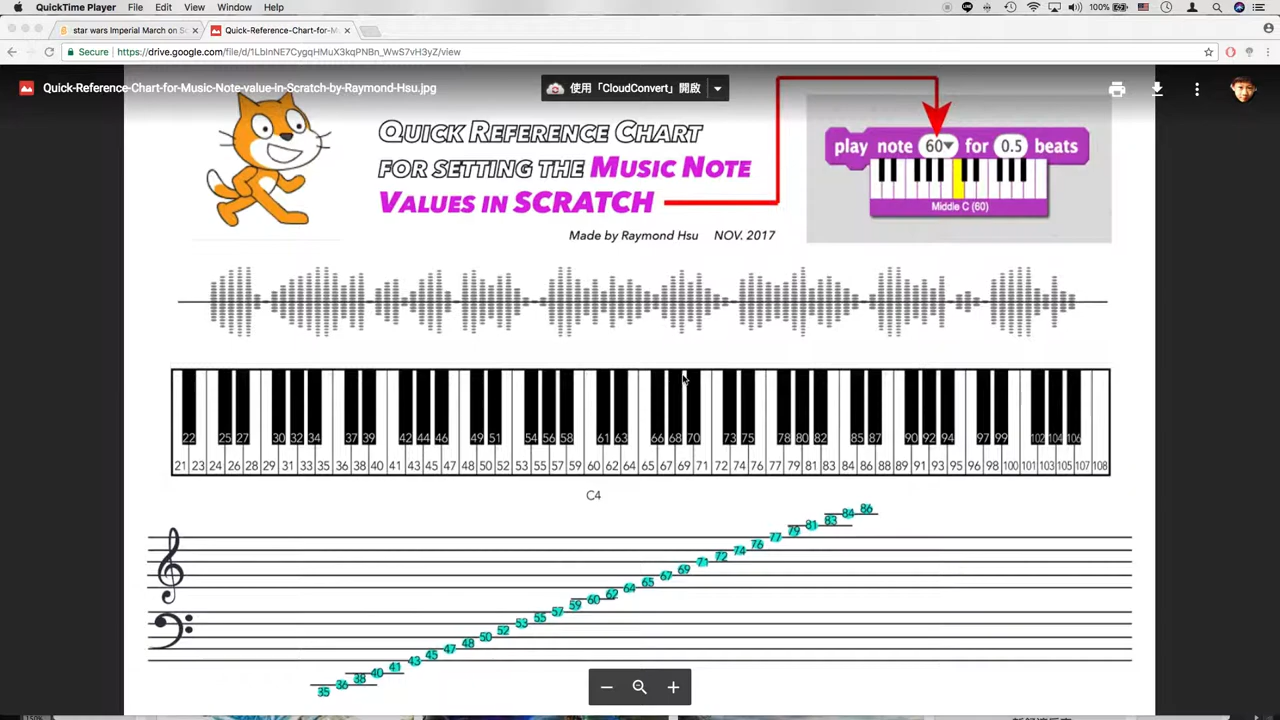 QuickTime Player File Edit View Window Help
100%
star wars Imperial March on S
Quick-Reference-Chart-for-M
Secure
https://drive.google.com/file/d/1LbInNE7CygqHMuX3kqPNBn_WwS7vH3yZ/view
Quick-Reference-Chart-for-Music-Note-value-in-Scratch-by-Raymond-Hsu.jpg
使用「CloudConvert」開啟
QUICK REFERENCE CHART
FOR SETTING THE MUSIC NOTE
VALUES IN SCRATCH
Made by Raymond Hsu NOV. 2017
play note 60 for 0.5 beats
Middle C (60)
22 25 27 30 32 34 37 39 42 44 46 49 51 54 56 58 61 63 66 68 70 73 75 78 80 82 85 87 90 92 94 97 99 102 104 106
21 23 24 26 28 29 31 33 35 36 38 40 41 43 45 47 48 50 52 53 55 57 59 60 62 64 65 67 69 71 72 74 76 77 79 81 83 84 86 88 89 91 93 95 96 98 100 101 103 105 107 108
C4
35 36 38 40 41 43 45 47 48 50 52 53 55 57 59 60 62 64 65 67 69 71 72 74 76 77 79 81 83 84 86